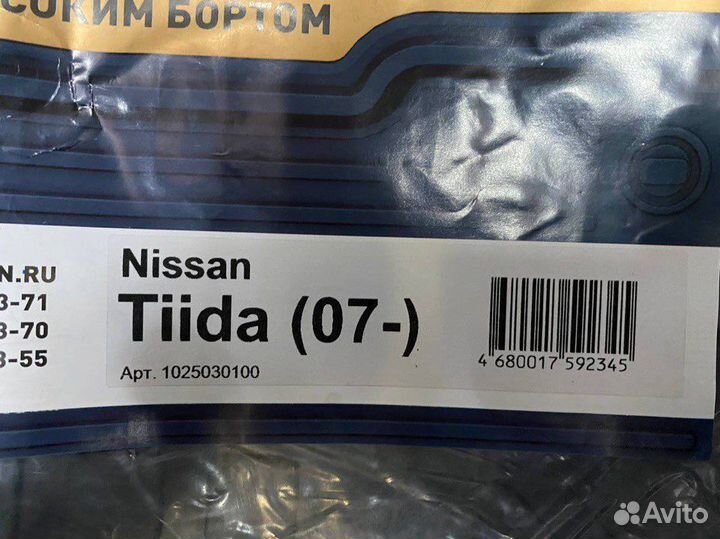 СОКИМ БОРТОМ
N.RU
3-71
3-70
3-55
Nissan
Tiida (07-)
Арт. 1025030100
4 680017 592345
Avito